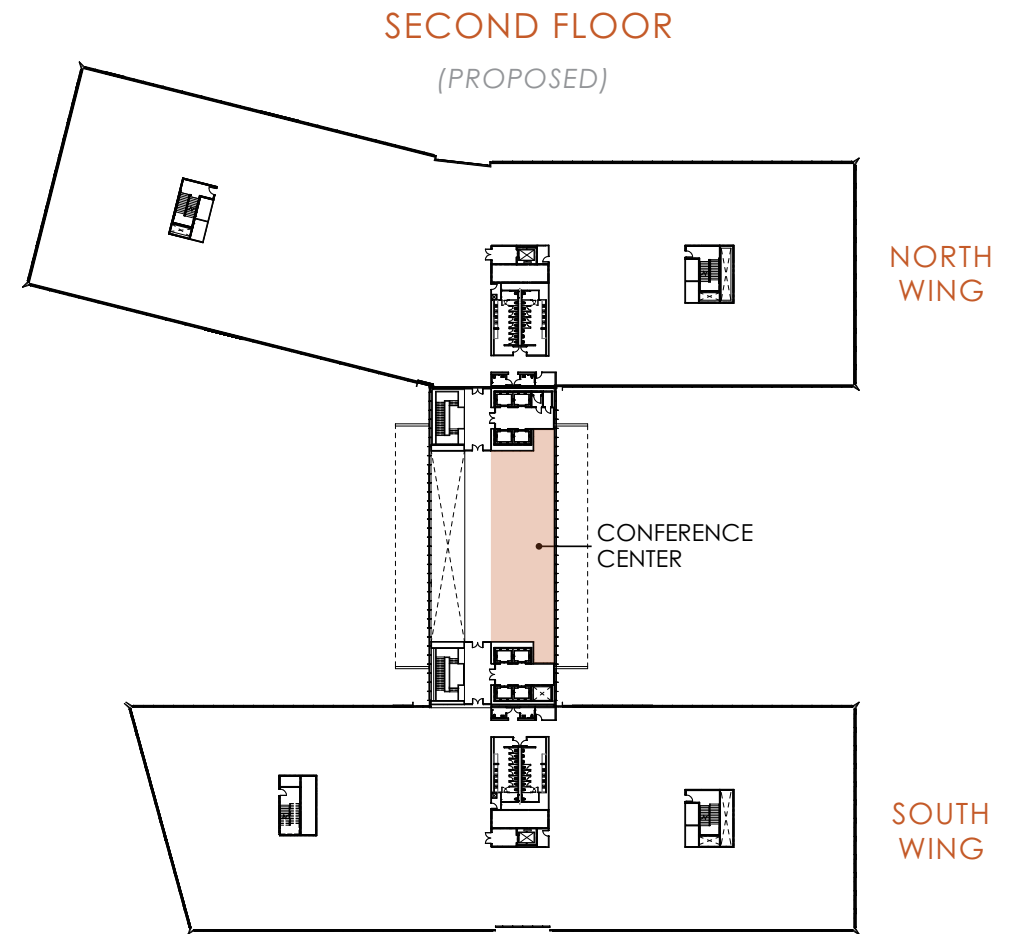 SECOND FLOOR
(PROPOSED)
NORTH
WING
CONFERENCE
CENTER
SOUTH
WING